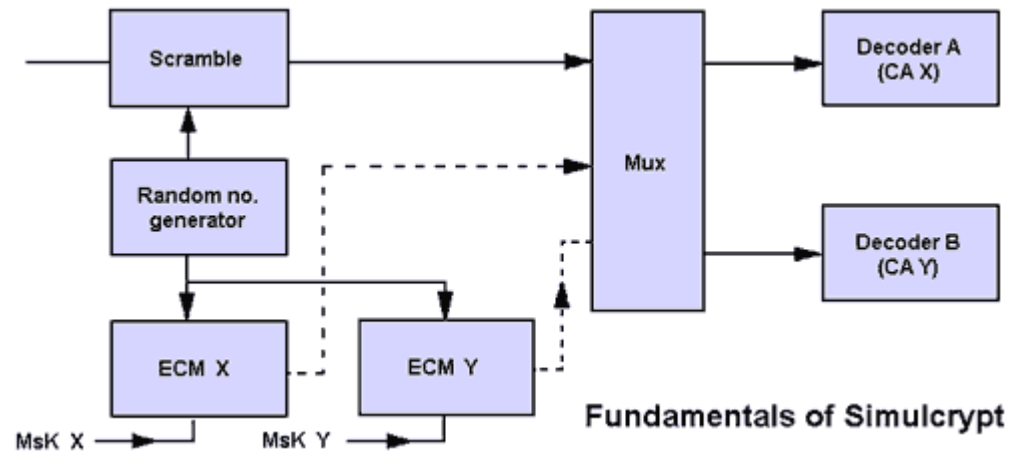 Scramble
Decoder A
(CA X)
Mux
Random no.
generator
Decoder B
(CA Y)
ECM X
ECM Y
MsK X
MsK Y
Fundamentals of Simulcrypt